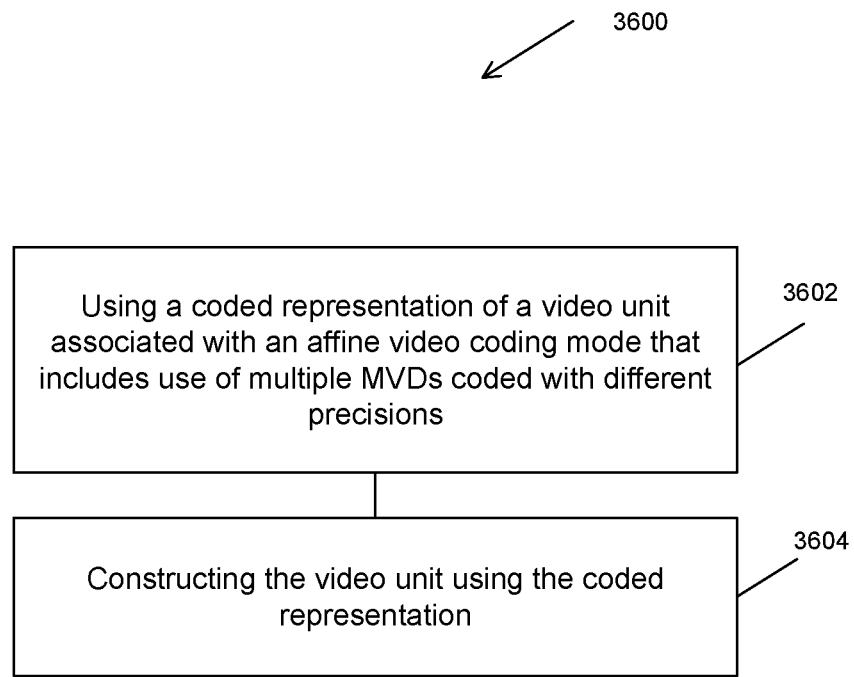 3600
Using a coded representation of a video unit
associated with an affine video coding mode that
includes use of multiple MVDs coded with different
precisions
3602
3604
Constructing the video unit using the coded
representation